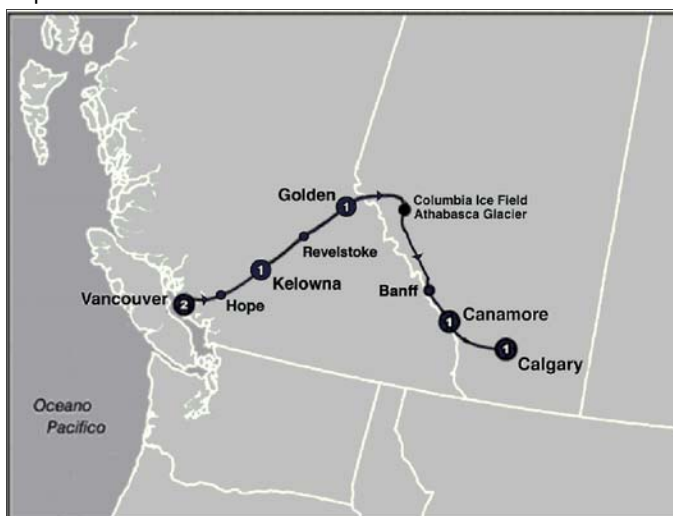 Golden
1
Columbia Ice Field
Athabasca Glacier
Revelstoke
1
Kelowna
Vancouver
2
Hope
Banff
1
Canamore
1
Calgary
Oceano
Pacifico